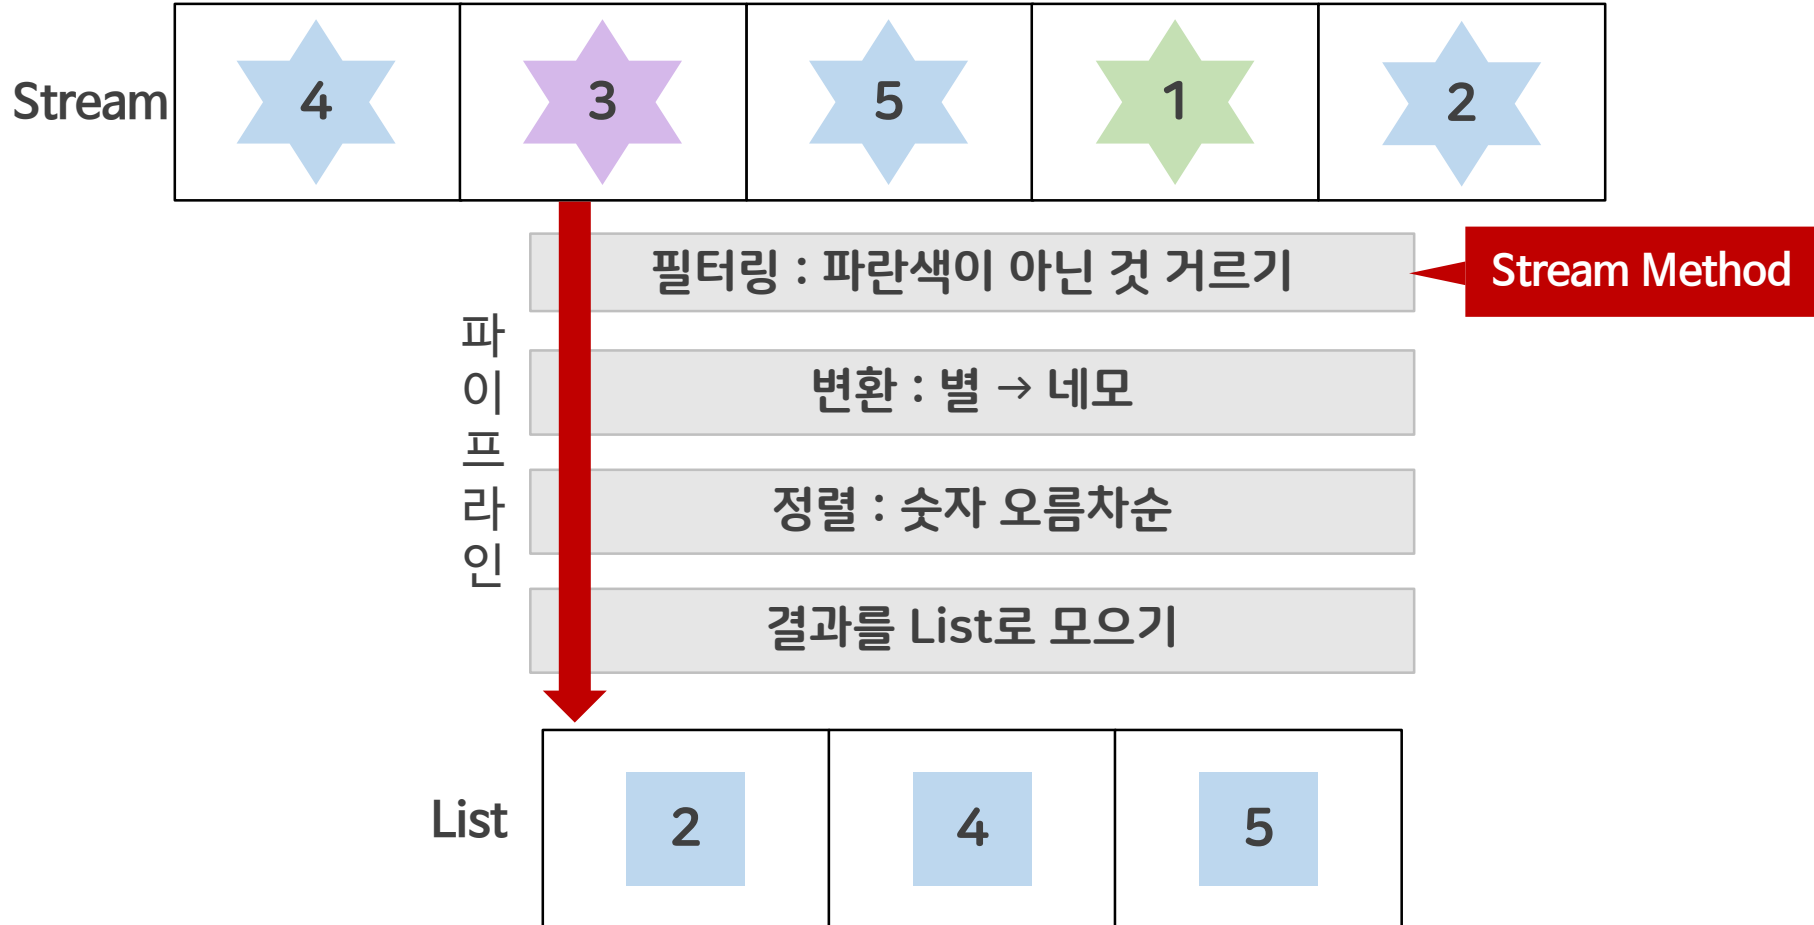 Stream
4
3
5
1
2
필터링 : 파란색이 아닌 것 거르기
Stream Method
파
이
프
라
인
변환 : 별 → 네모
정렬 : 숫자 오름차순
결과를 List로 모으기
List
2
4
5